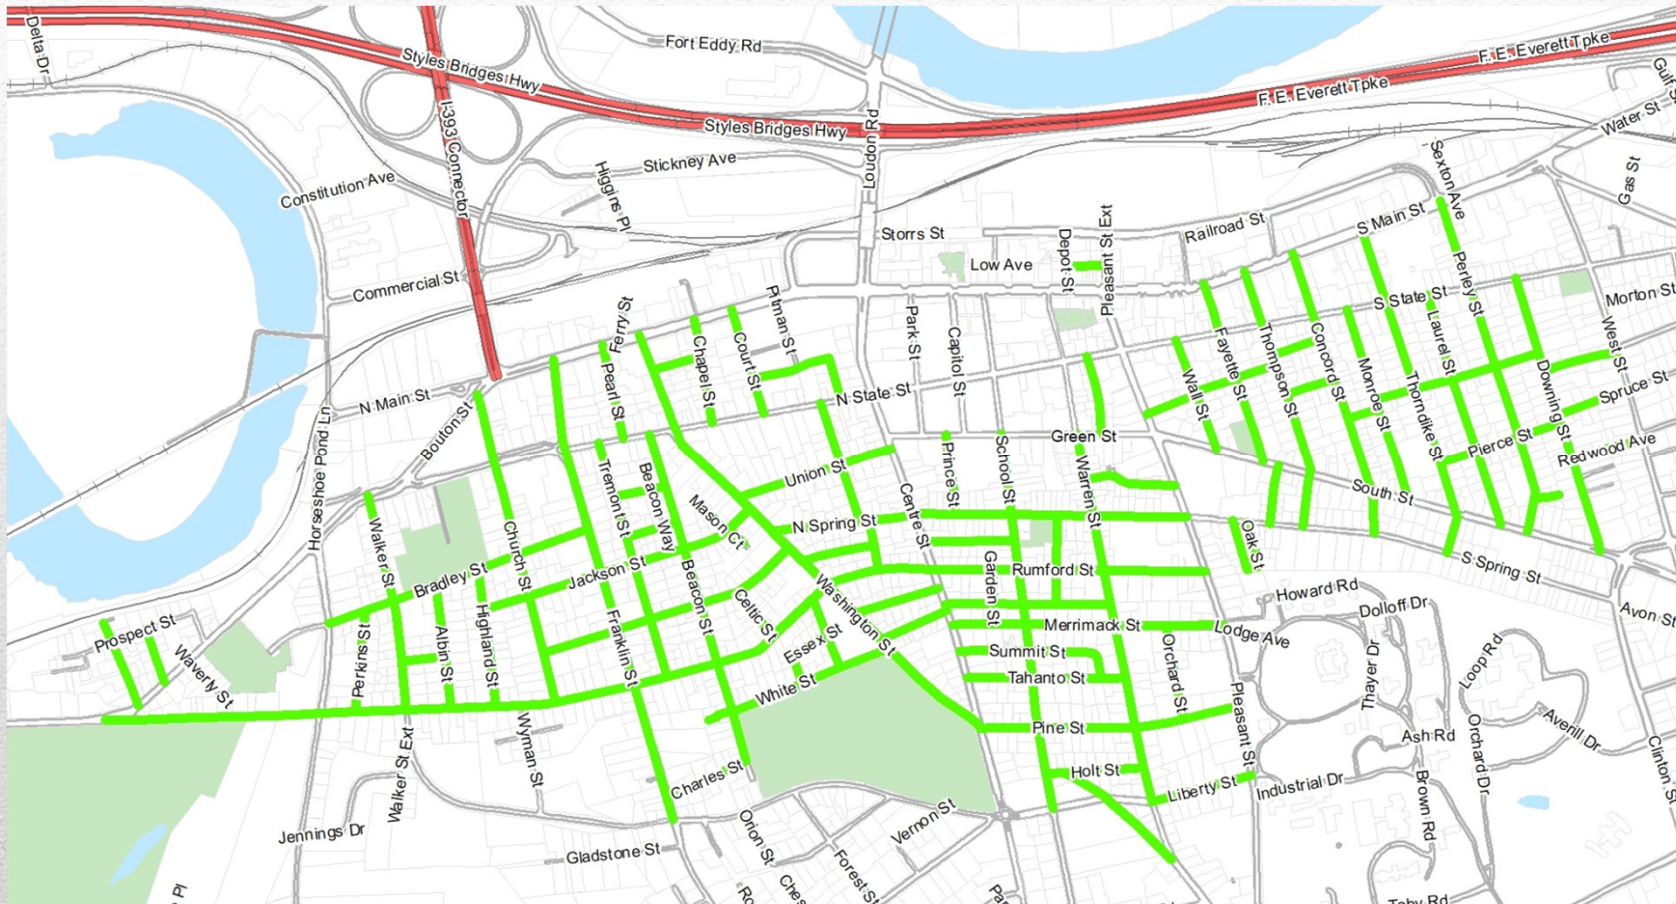 Delta Dr
Fort Eddy Rd
Styles Bridges Hwy
F. E. Everett Tpke
F. E. Everett Tpke
Styles Bridges Hwy
I-393 Connector
Loudon Rd
Water St
Sexton Ave
Gas St
Stickney Ave
Higgins Pl
Constitution Ave
Storrs St
Railroad St
S Main St
Low Ave
Depot St
Pleasant St Ext
Commercial St
Perley St
S State St
Morton St
Ferry St
Pitman St
Park St
Capitol St
Chapel St
Court St
Pearl St
Fayette St
Thompson St
Concord St
Laurel St
West St
Wall St
Monroe St
Thorndike St
Downing St
Spruce St
N Main St
N State St
Bouton St
Horseshoe Pond Ln
Green St
Pierce St
Redwood Ave
Union St
Prince St
School St
Warren St
South St
Tremont St
Beacon Way
Mason Ct
N Spring St
Centre St
Oak St
S Spring St
Walker St
Church St
Bradley St
Jackson St
Rumford St
Garden St
Howard Rd
Dolloff Dr
Avon St
Highland St
Beacon St
Celtic St
Washington St
Merrimack St
Lodge Ave
Prospect St
Waverly St
Perkins St
Albin St
Franklin St
Essex St
Summit St
Tahanto St
Orchard St
Thayer Dr
Loop Rd
White St
Pleasant St
Wyman St
Pine St
Ash Rd
Orchard Dr
Averill Dr
Walker St Ext
Charles St
Holt St
Liberty St
Industrial Dr
Brown Rd
Clinton St
Jennings Dr
Gladstone St
Orion St
Vernon St
Forest St
Toby Rd
Pl